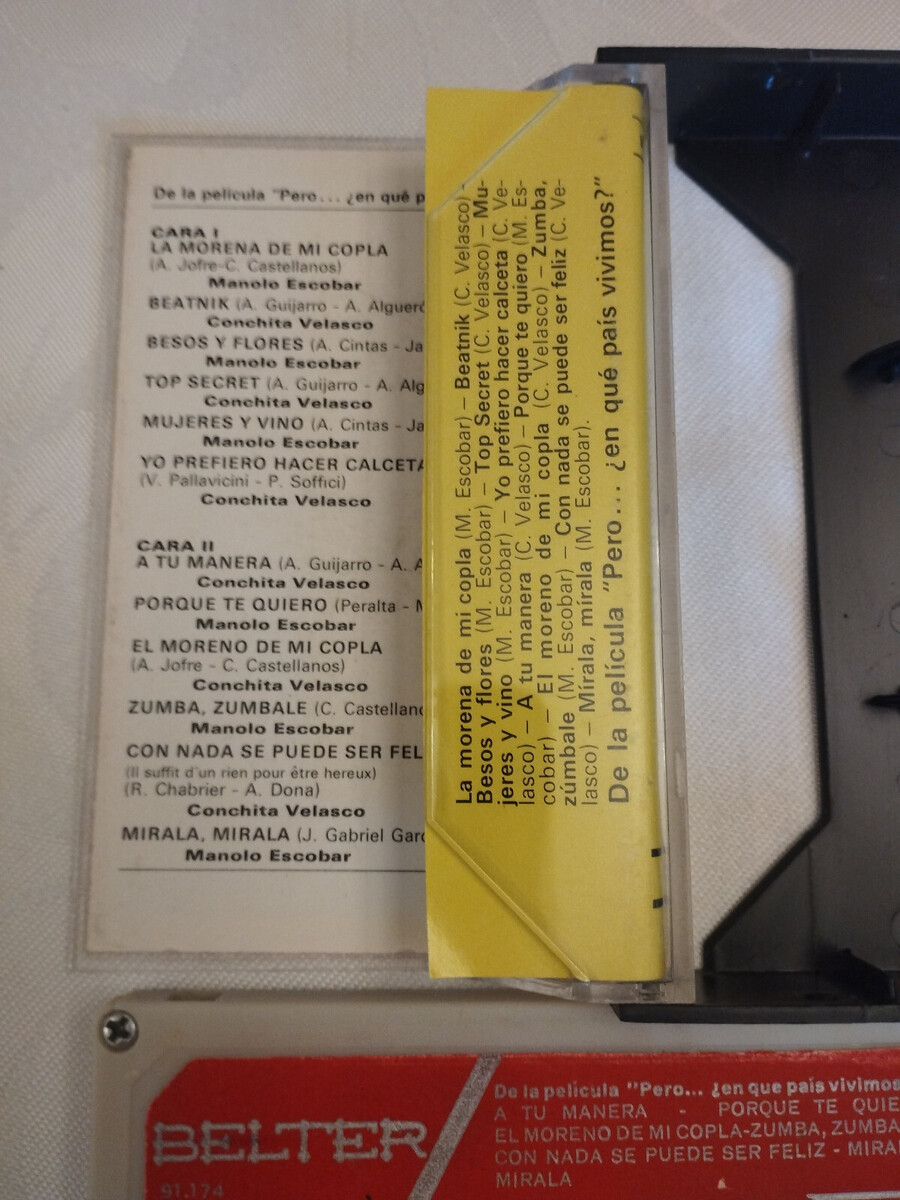 De la película "Pero... ¿en qué p
CARA I
LA MORENA DE MI COPLA
(A. Jofre-C. Castellanos)
Manolo Escobar
BEATNIK (A. Guijarro - A. Algueró
Conchita Velasco
BESOS Y FLORES (A. Cintas - Ja
Manolo Escobar
TOP SECRET (A. Guijarro - A. Alg
Conchita Velasco
MUJERES Y VINO (A. Cintas - Ja
Manolo Escobar
YO PREFIERO HACER CALCETA
(V. Pallavicini - P. Soffici)
Conchita Velasco
CARA II
A TU MANERA (A. Guijarro - A. A
Conchita Velasco
PORQUE TE QUIERO (Peralta - M
Manolo Escobar
EL MORENO DE MI COPLA
(A. Jofre - C. Castellanos)
Conchita Velasco
ZUMBA, ZUMBALE (C. Castellano
Manolo Escobar
CON NADA SE PUEDE SER FEL
(Il suffit d'un rien pour être hereux)
(R. Chabrier - A. Dona)
Conchita Velasco
MIRALA, MIRALA (J. Gabriel Garc
Manolo Escobar
La morena de mi copla (M. Escobar) – Beatnik (C. Velasco) -
Besos y flores (M. Escobar) – Top Secret (C. Velasco) – Mu-
jeres y vino (M. Escobar) – Yo prefiero hacer calceta (C. Ve-
lasco) – A tu manera (C. Velasco) – Porque te quiero (M. Es-
cobar) – El moreno de mi copla (C. Velasco) – Zumba,
zúmbale (M. Escobar) – Con nada se puede ser feliz (C. Ve-
lasco) – Mírala, mírala (M. Escobar).
De la película "Pero... ¿en qué país vivimos?"
BELTER
91.174
De la película "Pero... ¿en que país vivimos
A TU MANERA - PORQUE TE QUIE
EL MORENO DE MI COPLA-ZUMBA, ZUMBA
CON NADA SE PUEDE SER FELIZ - MIRA
MIRALA